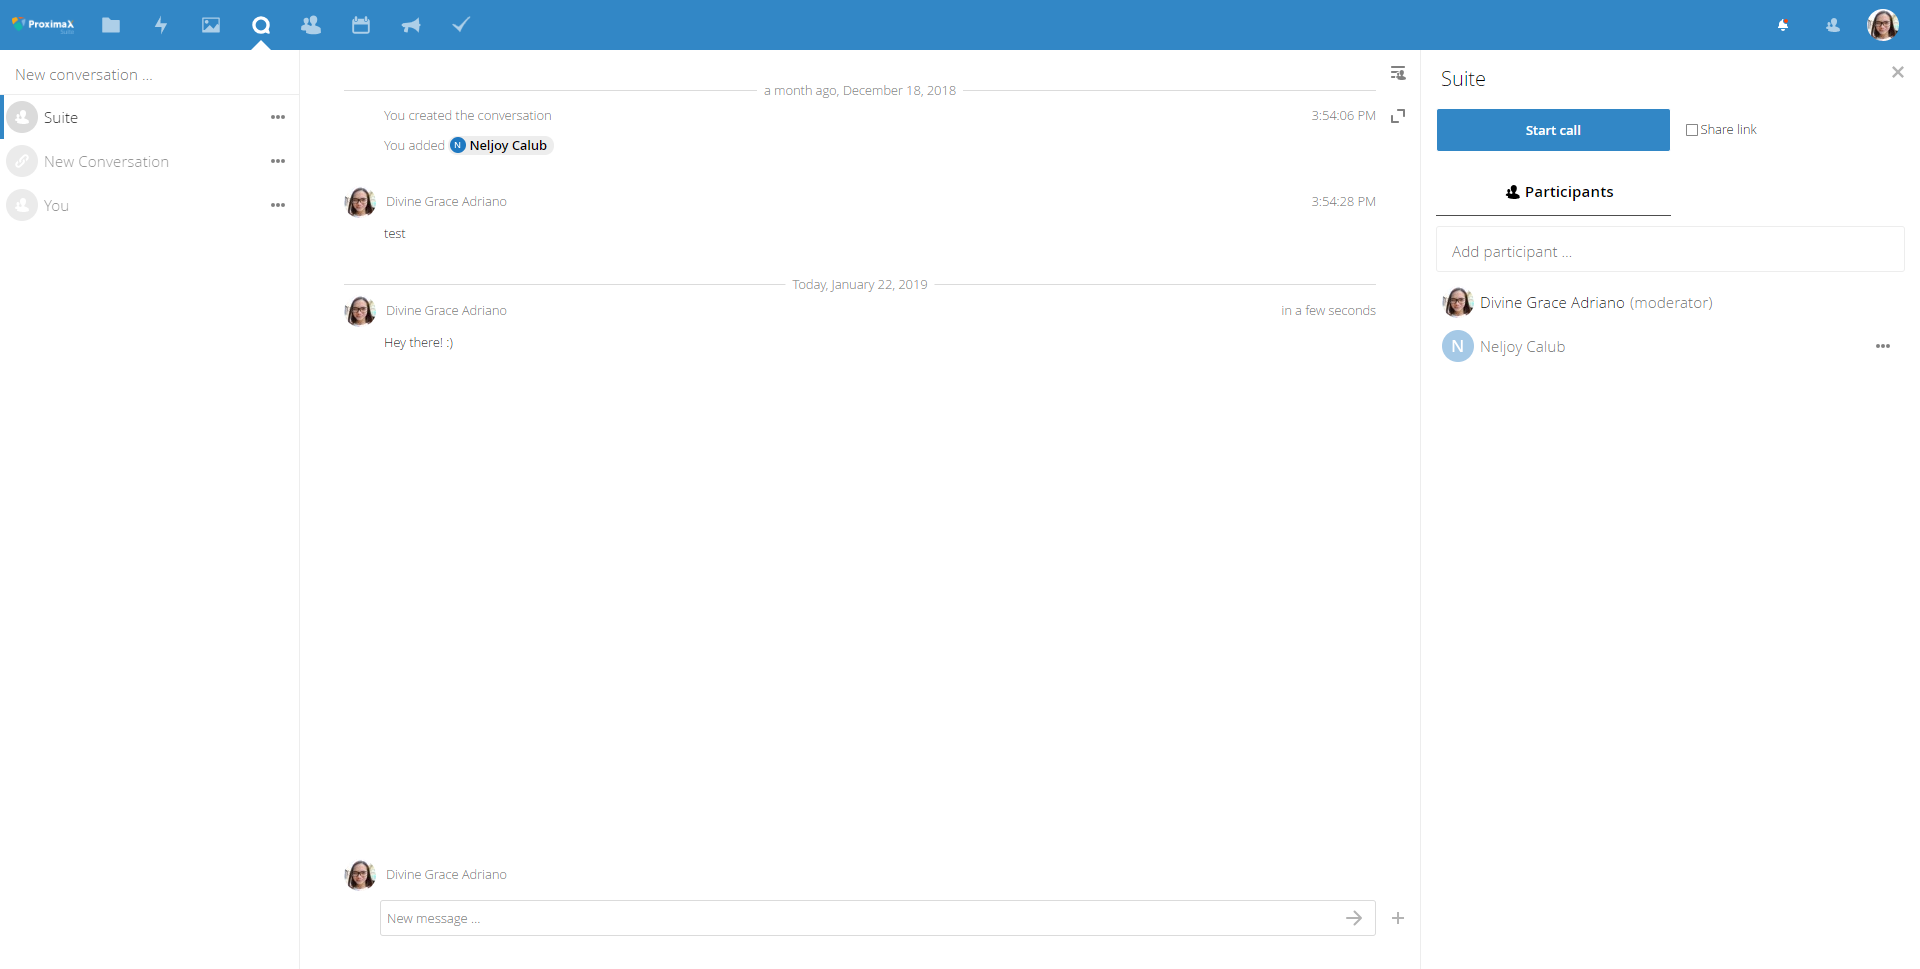 ProximaX
Suite
New conversation ...
Suite
New Conversation
You
a month ago, December 18, 2018
You created the conversation 3:54:06 PM
You added N Neljoy Calub
Divine Grace Adriano 3:54:28 PM
test
Today, January 22, 2019
Divine Grace Adriano in a few seconds
Hey there! :)
Divine Grace Adriano
New message ...
Suite
Start call
Share link
Participants
Add participant ...
Divine Grace Adriano (moderator)
N Neljoy Calub